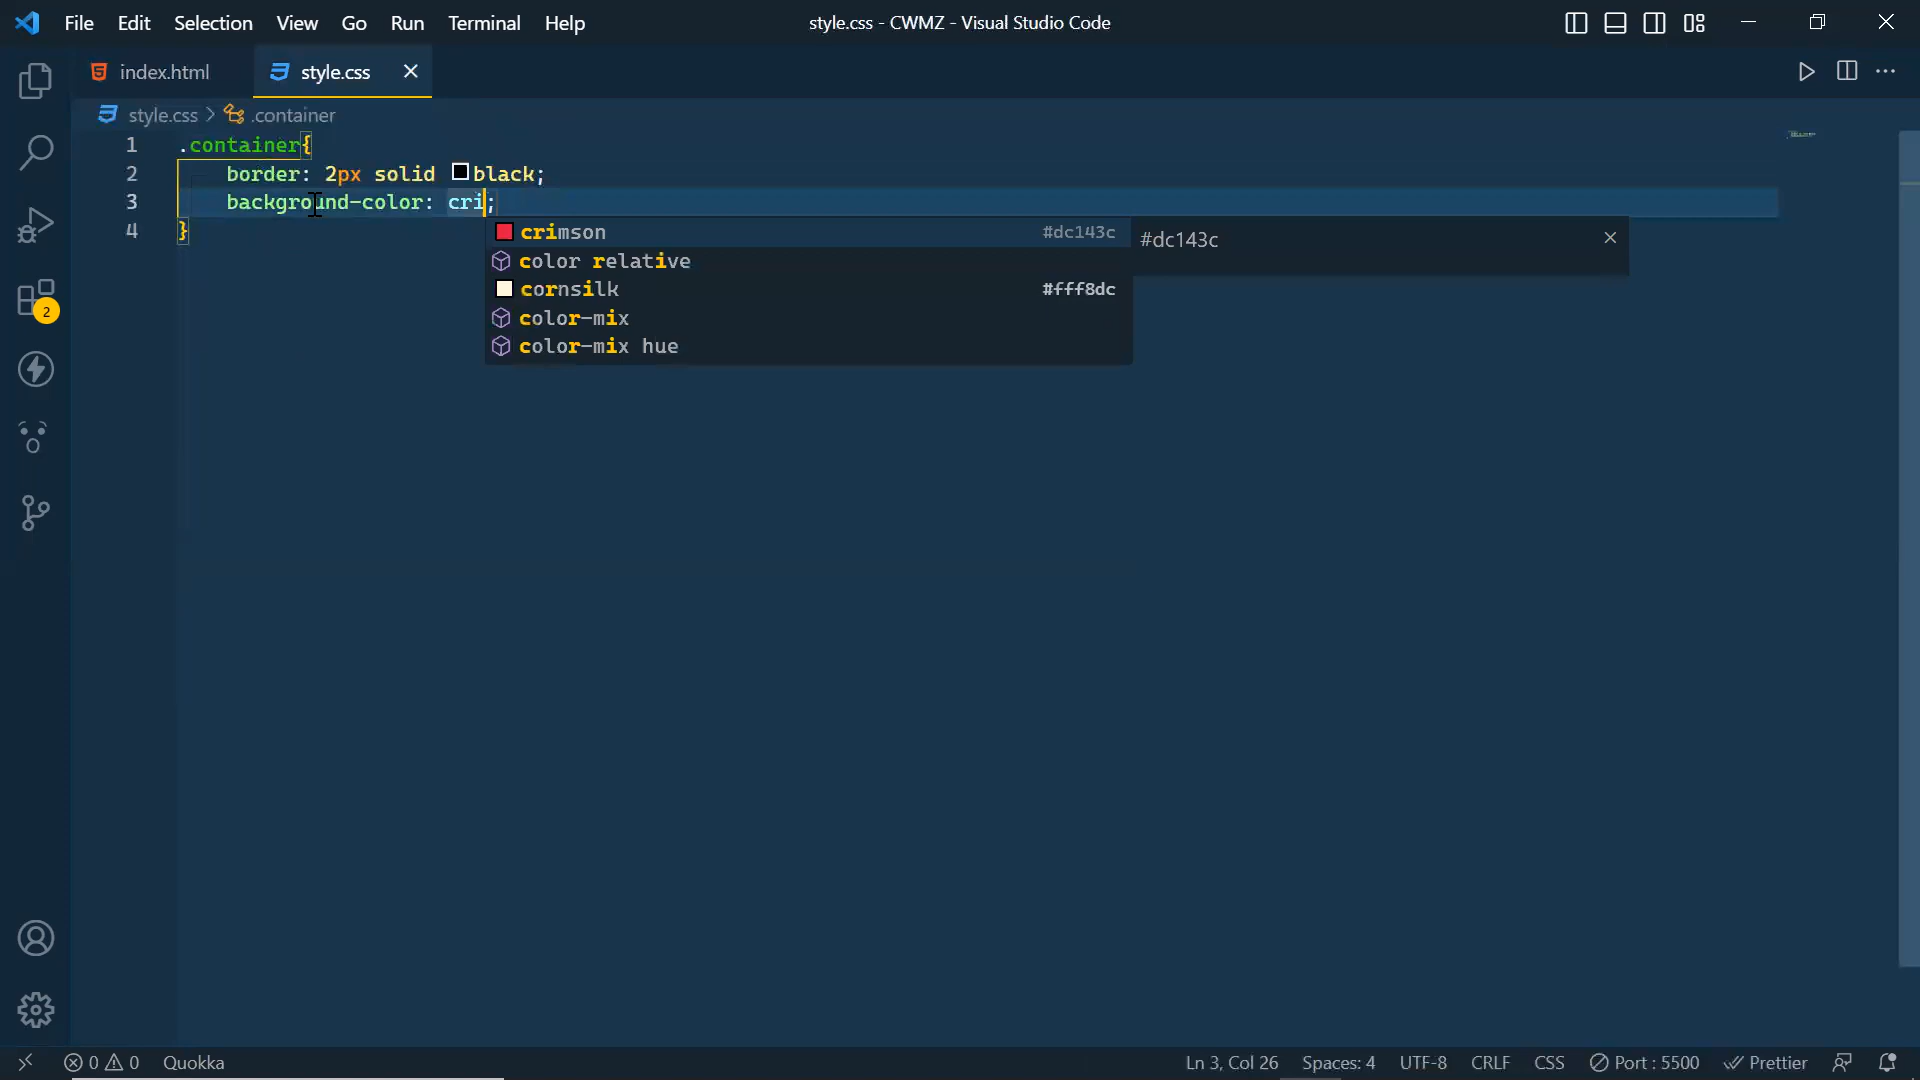 File Edit Selection View Go Run Terminal Help style.css - CWMZ - Visual Studio Code
index.html style.css
style.css > .container
1 .container{
2 border: 2px solid black;
3 background-color: cri;
4 }
crimson #dc143c
#dc143c
color relative
cornsilk #fff8dc
color-mix
color-mix hue
2
0 0 Quokka Ln 3, Col 26 Spaces: 4 UTF-8 CRLF CSS Port : 5500 Prettier